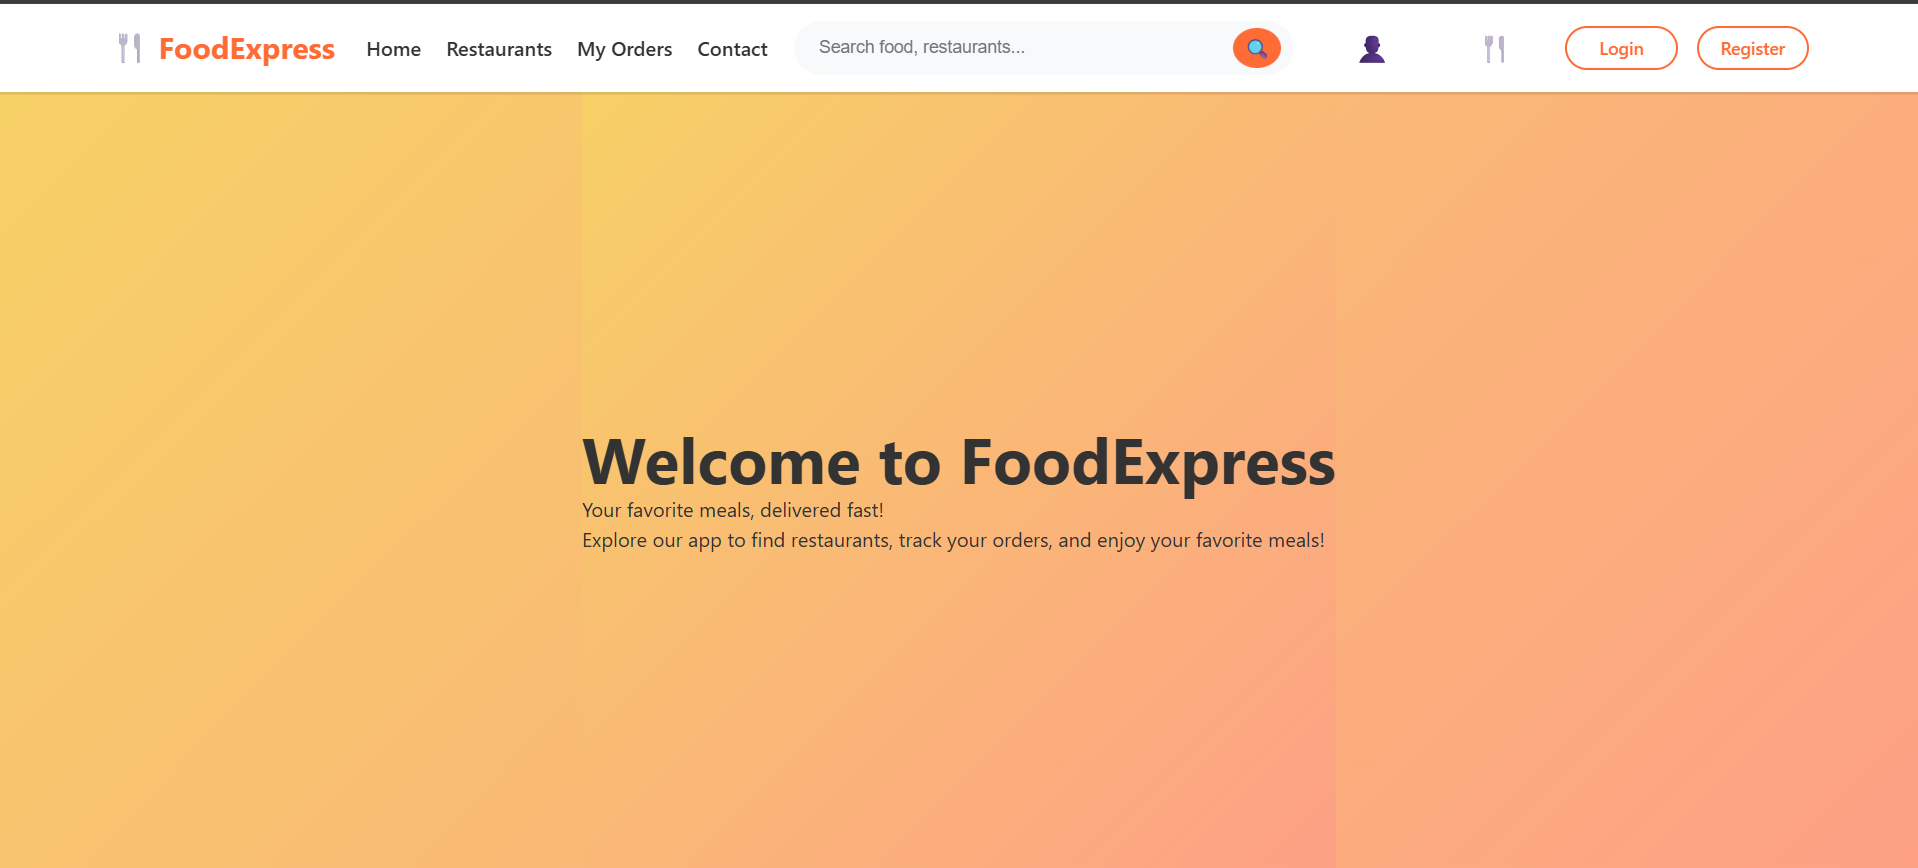 FoodExpress
Home
Restaurants
My Orders
Contact
Search food, restaurants...
Login
Register
Welcome to FoodExpress
Your favorite meals, delivered fast!
Explore our app to find restaurants, track your orders, and enjoy your favorite meals!